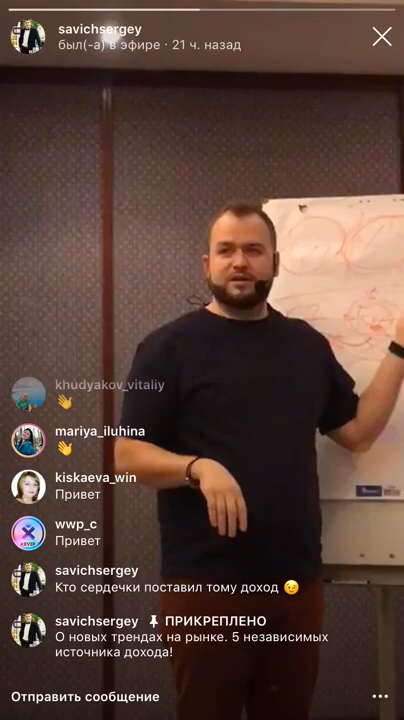 savichsergey
был(-а) в эфире · 21 ч. назад
khudyakov_vitaliy
👋
mariya_iluhina
👋
kiskaeva_win
Привет
wwp_c
Привет
savichsergey
Кто сердечки поставил тому доход 😉
savichsergey 📌 ПРИКРЕПЛЕНО
О новых трендах на рынке. 5 независимых
источника дохода!
Отправить сообщение